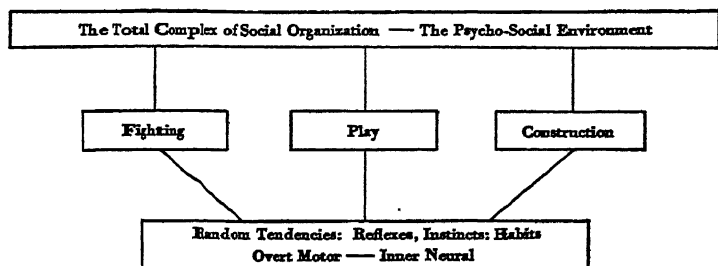 The Total Complex of Social Organization — The Psycho-Social Environment
Fighting
Play
Construction
Random Tendencies: Reflexes, Instincts: Habits
Overt Motor — Inner Neural